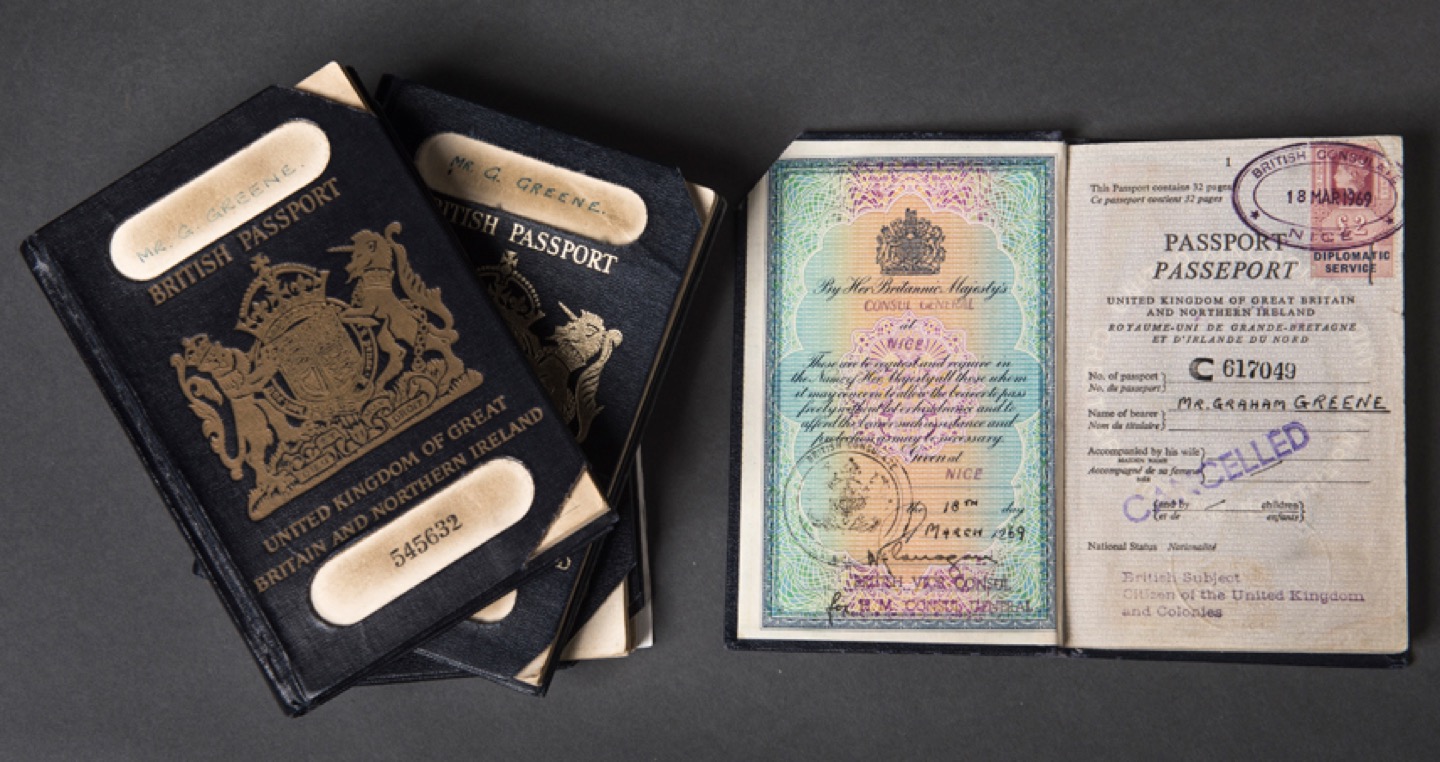 MR. G. GREENE.
BRITISH PASSPORT
DROIT
UNITED KINGDOM OF GREAT
BRITAIN AND NORTHERN IRELAND
545632
MR. G. GREENE.
BRITISH PASSPORT
D
By Her Britannic Majesty's
CONSUL GENERAL
at
NICE
These are to request and require in
the Name of Her Majesty all those whom
it may concern to allow the bearer to pass
freely without let or hindrance and to
afford the bearer such assistance and
protection as may be necessary.
Given at
NICE
BRITISH CONSULATE
the 18TH day
MARCH 1969
BRITISH VICE CONSUL
for H. M. CONSUL GENERAL
1
This Passport contains 32 pages
Ce passeport contient 32 pages
BRITISH CONSULATE
18 MAR 1969
NICE
£2
DIPLOMATIC
SERVICE
PASSPORT
PASSEPORT
UNITED KINGDOM OF GREAT BRITAIN
AND NORTHERN IRELAND
ROYAUME-UNI DE GRANDE-BRETAGNE
ET D'IRLANDE DU NORD
No. of passport
No. du passeport
C 617049
Name of bearer
Nom du titulaire
MR. GRAHAM GREENE
Accompanied by his wife
MAIDEN NAME
Accompagné de sa femme
NÉE
CANCELLED
and by — children
et de enfants
National Status Nationalité
British Subject
Citizen of the United Kingdom
and Colonies